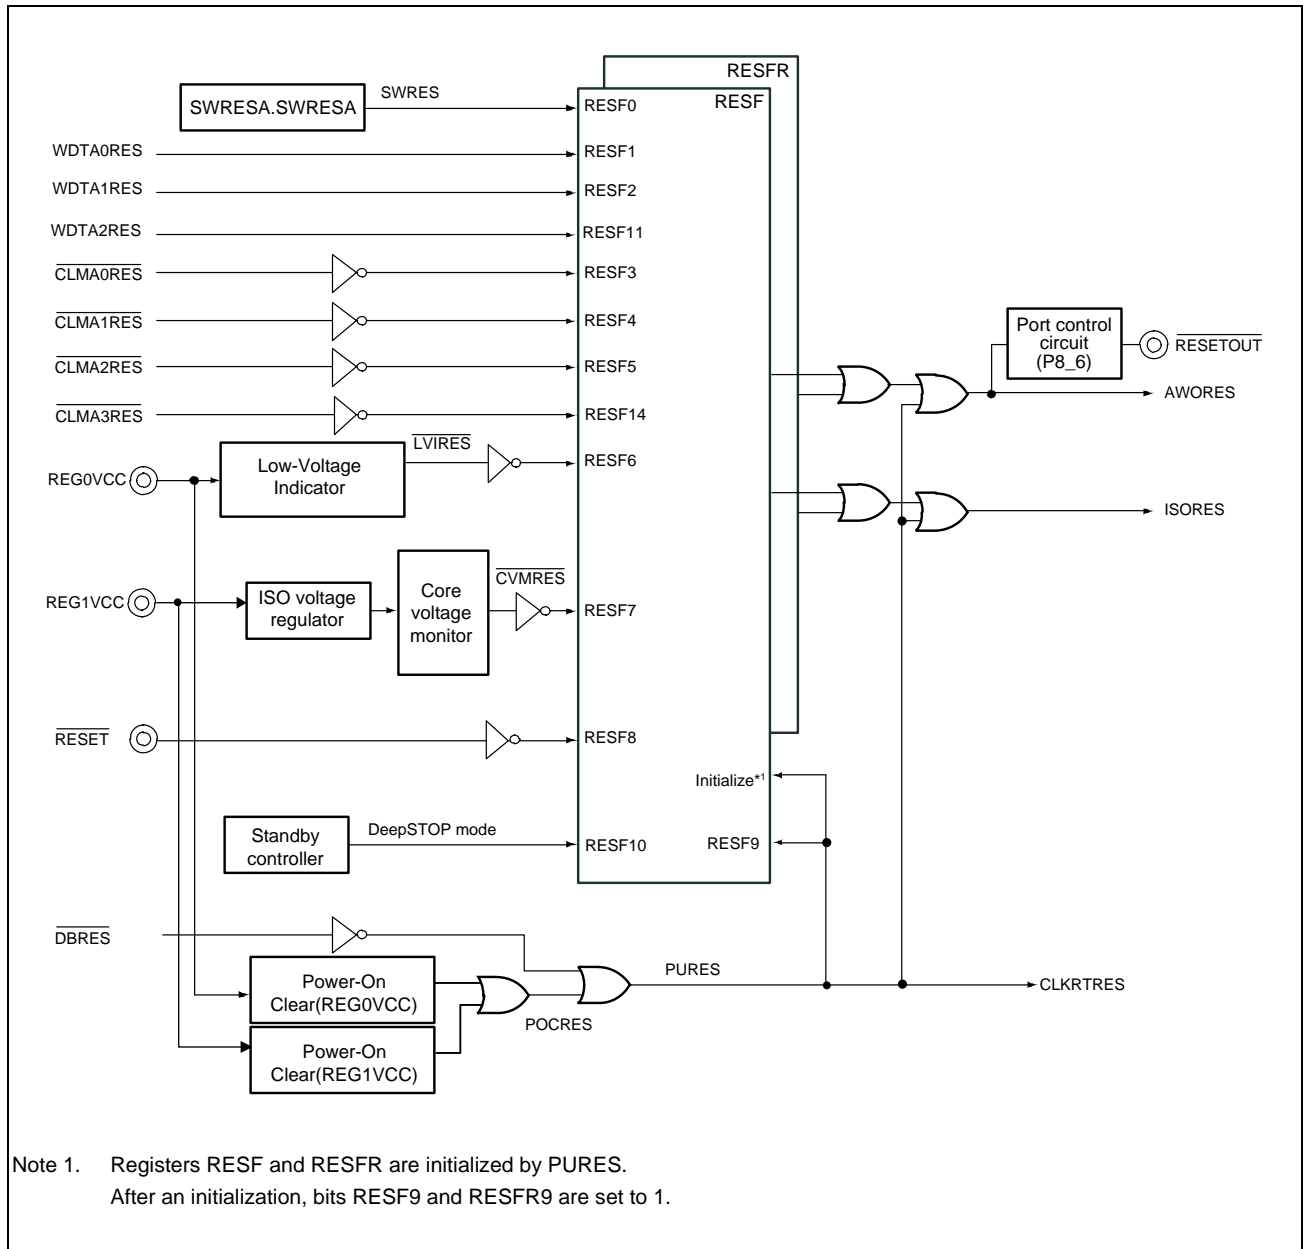 RESFR
RESF
SWRESA.SWRESA
SWRES
RESF0
WDTA0RES
RESF1
WDTA1RES
RESF2
WDTA2RES
RESF11
CLMA0RES
RESF3
CLMA1RES
RESF4
CLMA2RES
RESF5
CLMA3RES
RESF14
Port control
circuit
(P8_6)
RESETOUT
AWORES
REG0VCC
Low-Voltage
Indicator
LVIRES
RESF6
ISORES
REG1VCC
ISO voltage
regulator
Core
voltage
monitor
CVMRES
RESF7
RESET
RESF8
Initialize*1
Standby
controller
DeepSTOP mode
RESF10
RESF9
DBRES
Power-On
Clear(REG0VCC)
Power-On
Clear(REG1VCC)
POCRES
PURES
CLKRTRES
Note 1. Registers RESF and RESFR are initialized by PURES.
After an initialization, bits RESF9 and RESFR9 are set to 1.